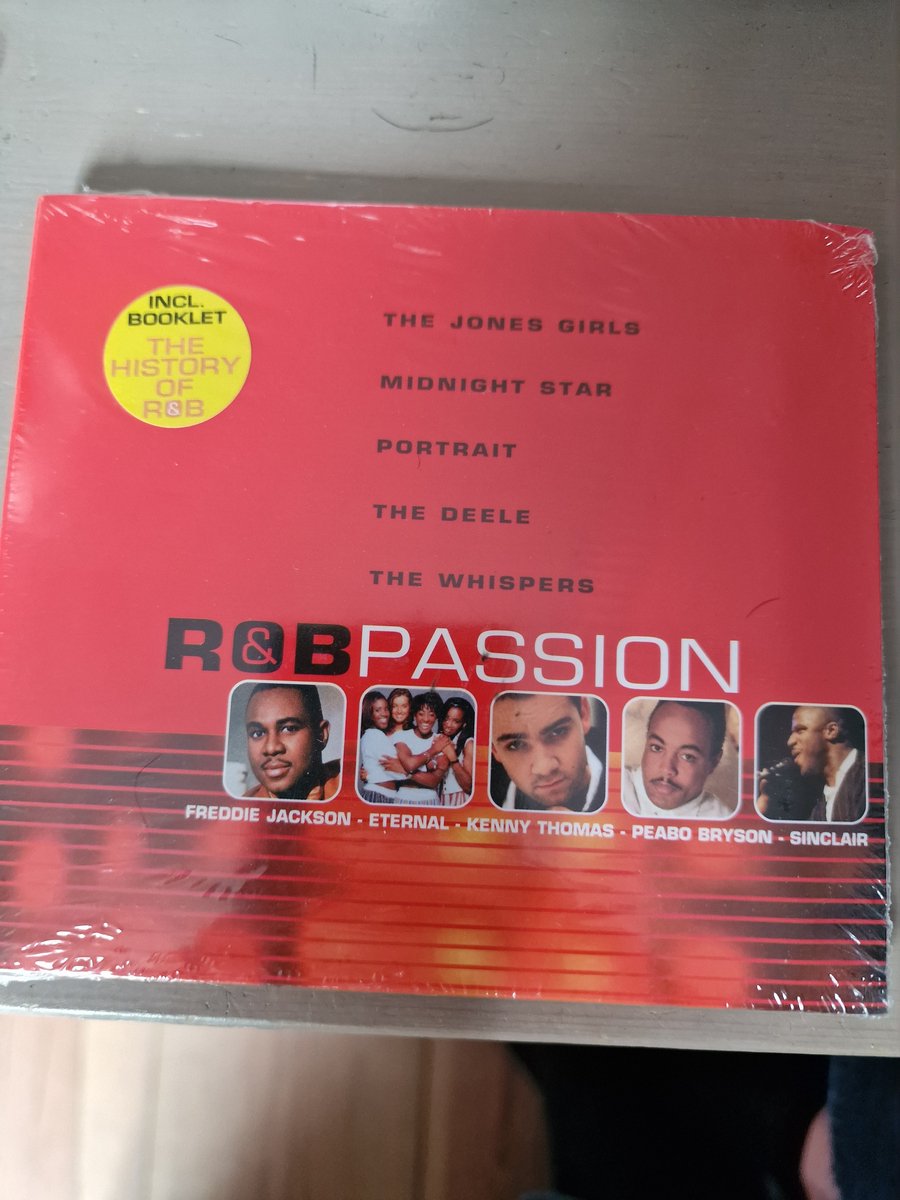 INCL.
BOOKLET
THE
HISTORY
OF
R&B
THE JONES GIRLS
MIDNIGHT STAR
PORTRAIT
THE DEELE
THE WHISPERS
R&BPASSION
FREDDIE JACKSON - ETERNAL - KENNY THOMAS - PEABO BRYSON - SINCLAIR